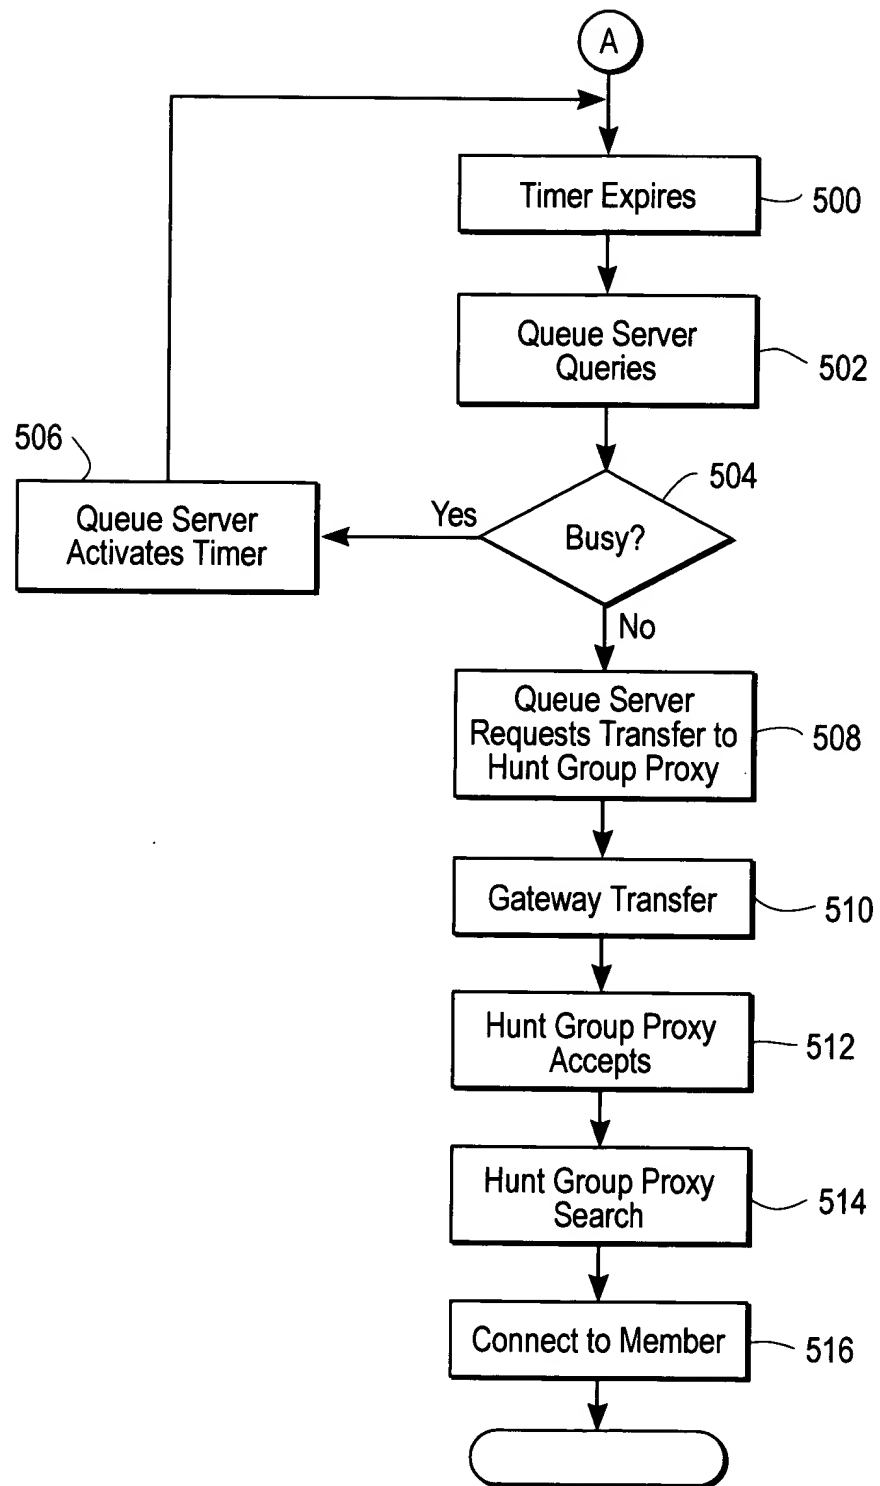 A
Timer Expires
500
Queue Server
Queries
502
506
504
Queue Server
Activates Timer
Yes
Busy?
No
Queue Server
Requests Transfer to
Hunt Group Proxy
508
Gateway Transfer
510
Hunt Group Proxy
Accepts
512
Hunt Group Proxy
Search
514
Connect to Member
516